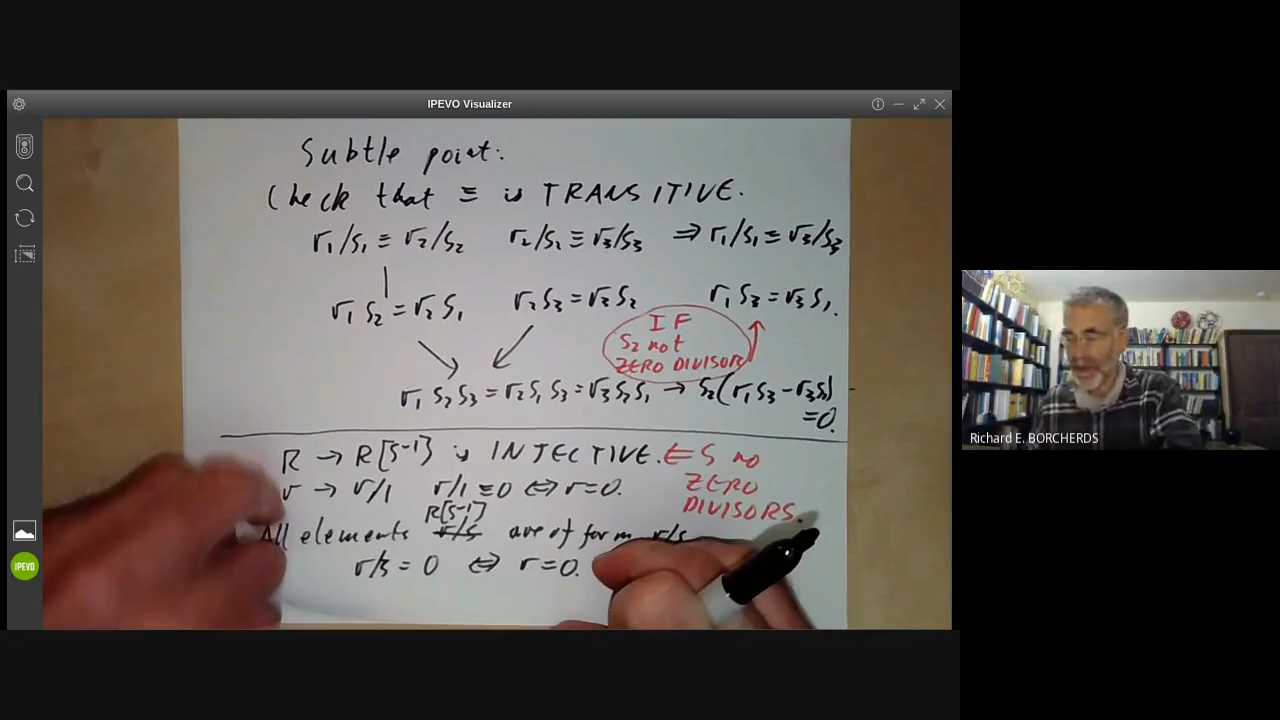 IPEVO Visualizer
Subtle point:
Check that ≡ is TRANSITIVE.
r₁/s₁ ≡ r₂/s₂ r₂/s₂ ≡ r₃/s₃ ⇒ r₁/s₁ ≡ r₃/s₃
r₁s₂ = r₂s₁ r₂s₃ = r₃s₂ r₁s₃ = r₃s₁.
IF
s₂ not
ZERO DIVISORS
r₁s₂s₃ = r₂s₁s₃ = r₃s₂s₁ → s₂(r₁s₃ - r₃s₁)
=0.
R → R[S⁻¹] is INJECTIVE. ⇐ S no
ZERO
DIVISORS.
r → r/1 r/1 ≡ 0 ⇔ r=0.
R[S⁻¹]
All elements r/s are of form r/s
r/s = 0 ⇔ r=0.
Richard E. BORCHERDS
IPEVO